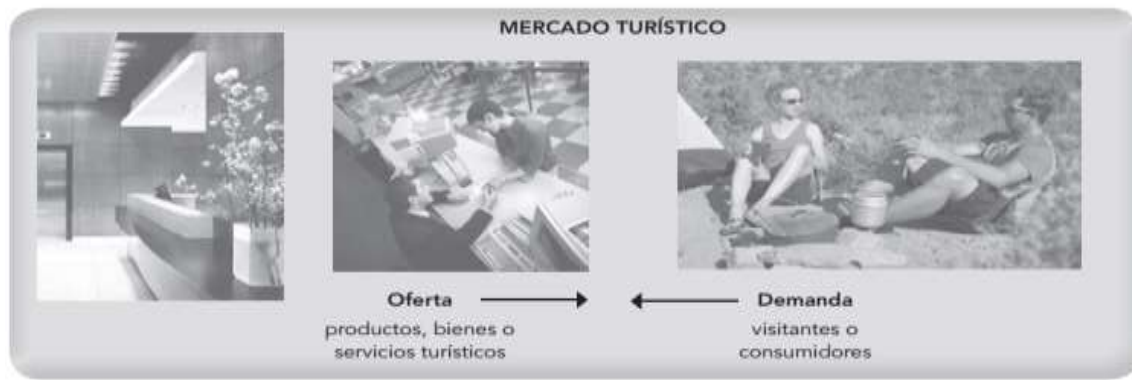 MERCADO TURÍSTICO
Oferta
productos, bienes o
servicios turísticos
Demanda
visitantes o
consumidores